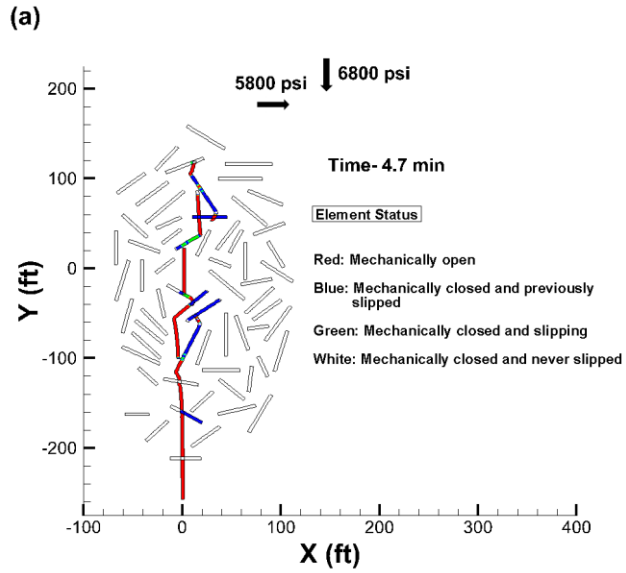 (a)
5800 psi
6800 psi
Time- 4.7 min
Element Status
Red: Mechanically open
Blue: Mechanically closed and previously
slipped
Green: Mechanically closed and slipping
White: Mechanically closed and never slipped
Y (ft)
200
100
0
-100
-200
-100
0
100
200
300
400
X (ft)